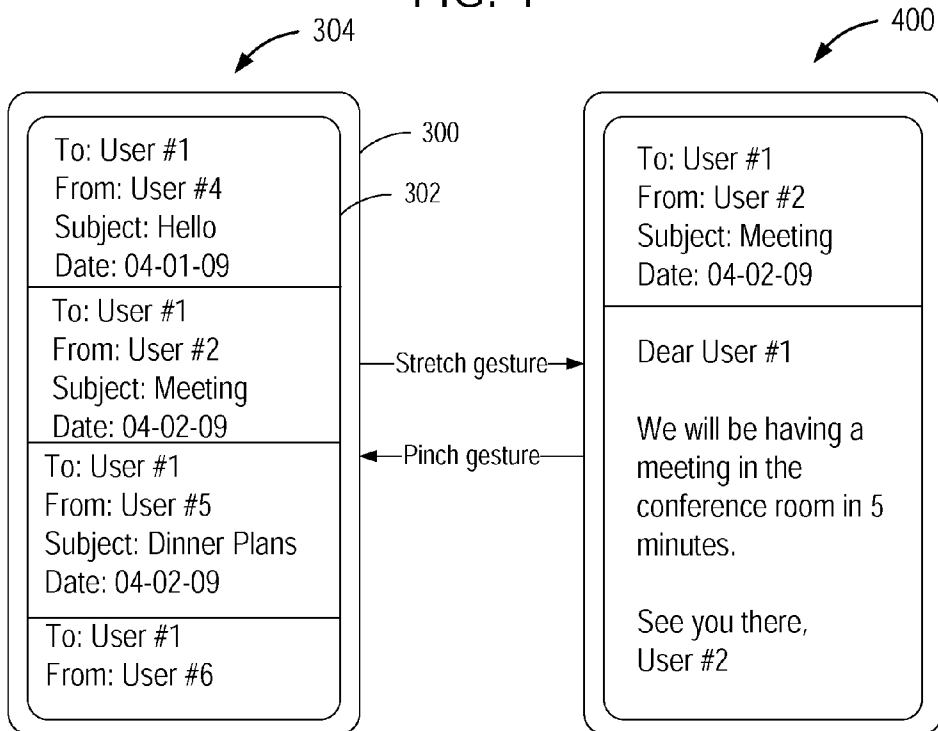 304
400
300
302
To: User #1
From: User #4
Subject: Hello
Date: 04-01-09
To: User #1
From: User #2
Subject: Meeting
Date: 04-02-09
To: User #1
From: User #5
Subject: Dinner Plans
Date: 04-02-09
To: User #1
From: User #6
Stretch gesture
Pinch gesture
To: User #1
From: User #2
Subject: Meeting
Date: 04-02-09
Dear User #1
We will be having a
meeting in the
conference room in 5
minutes.
See you there,
User #2